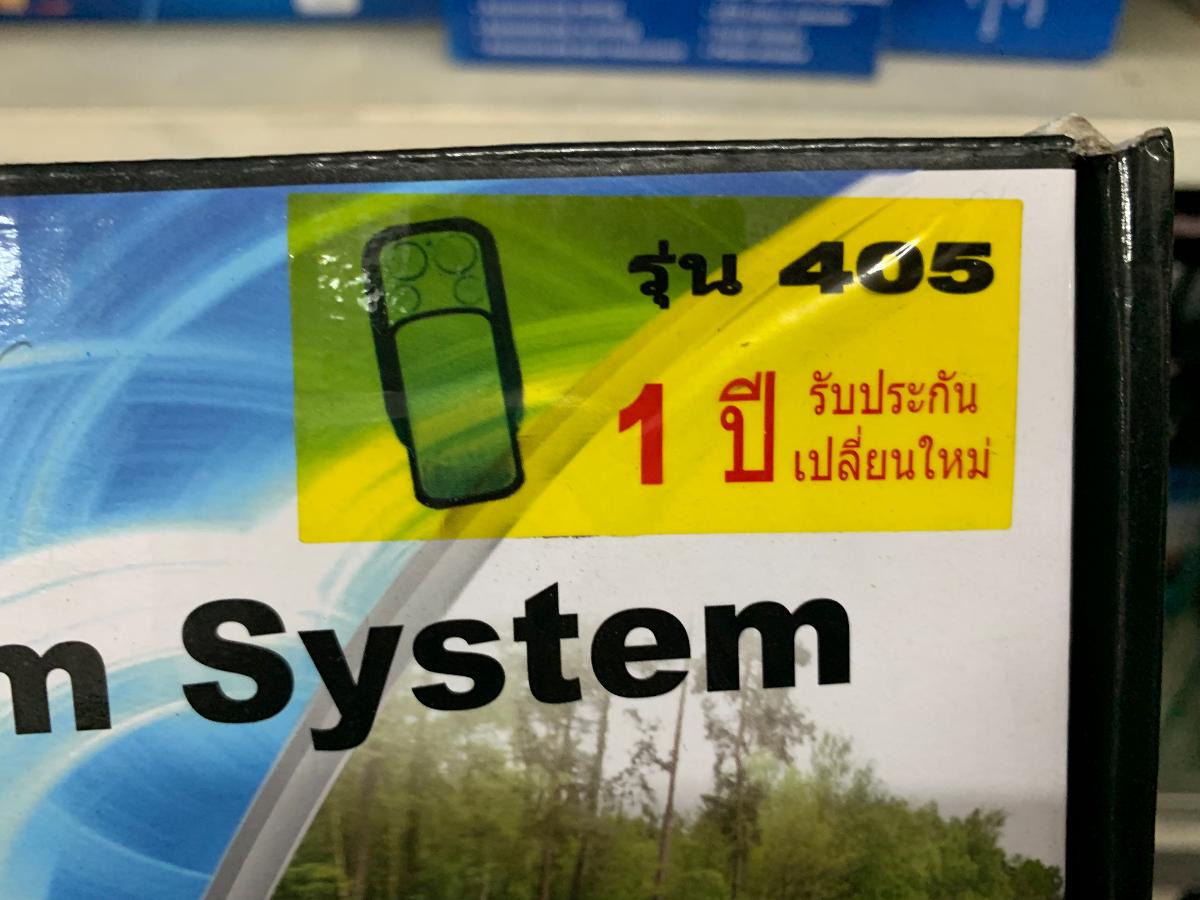 รุ่น 405
1 ปี รับประกัน
เปลี่ยนใหม่
m System